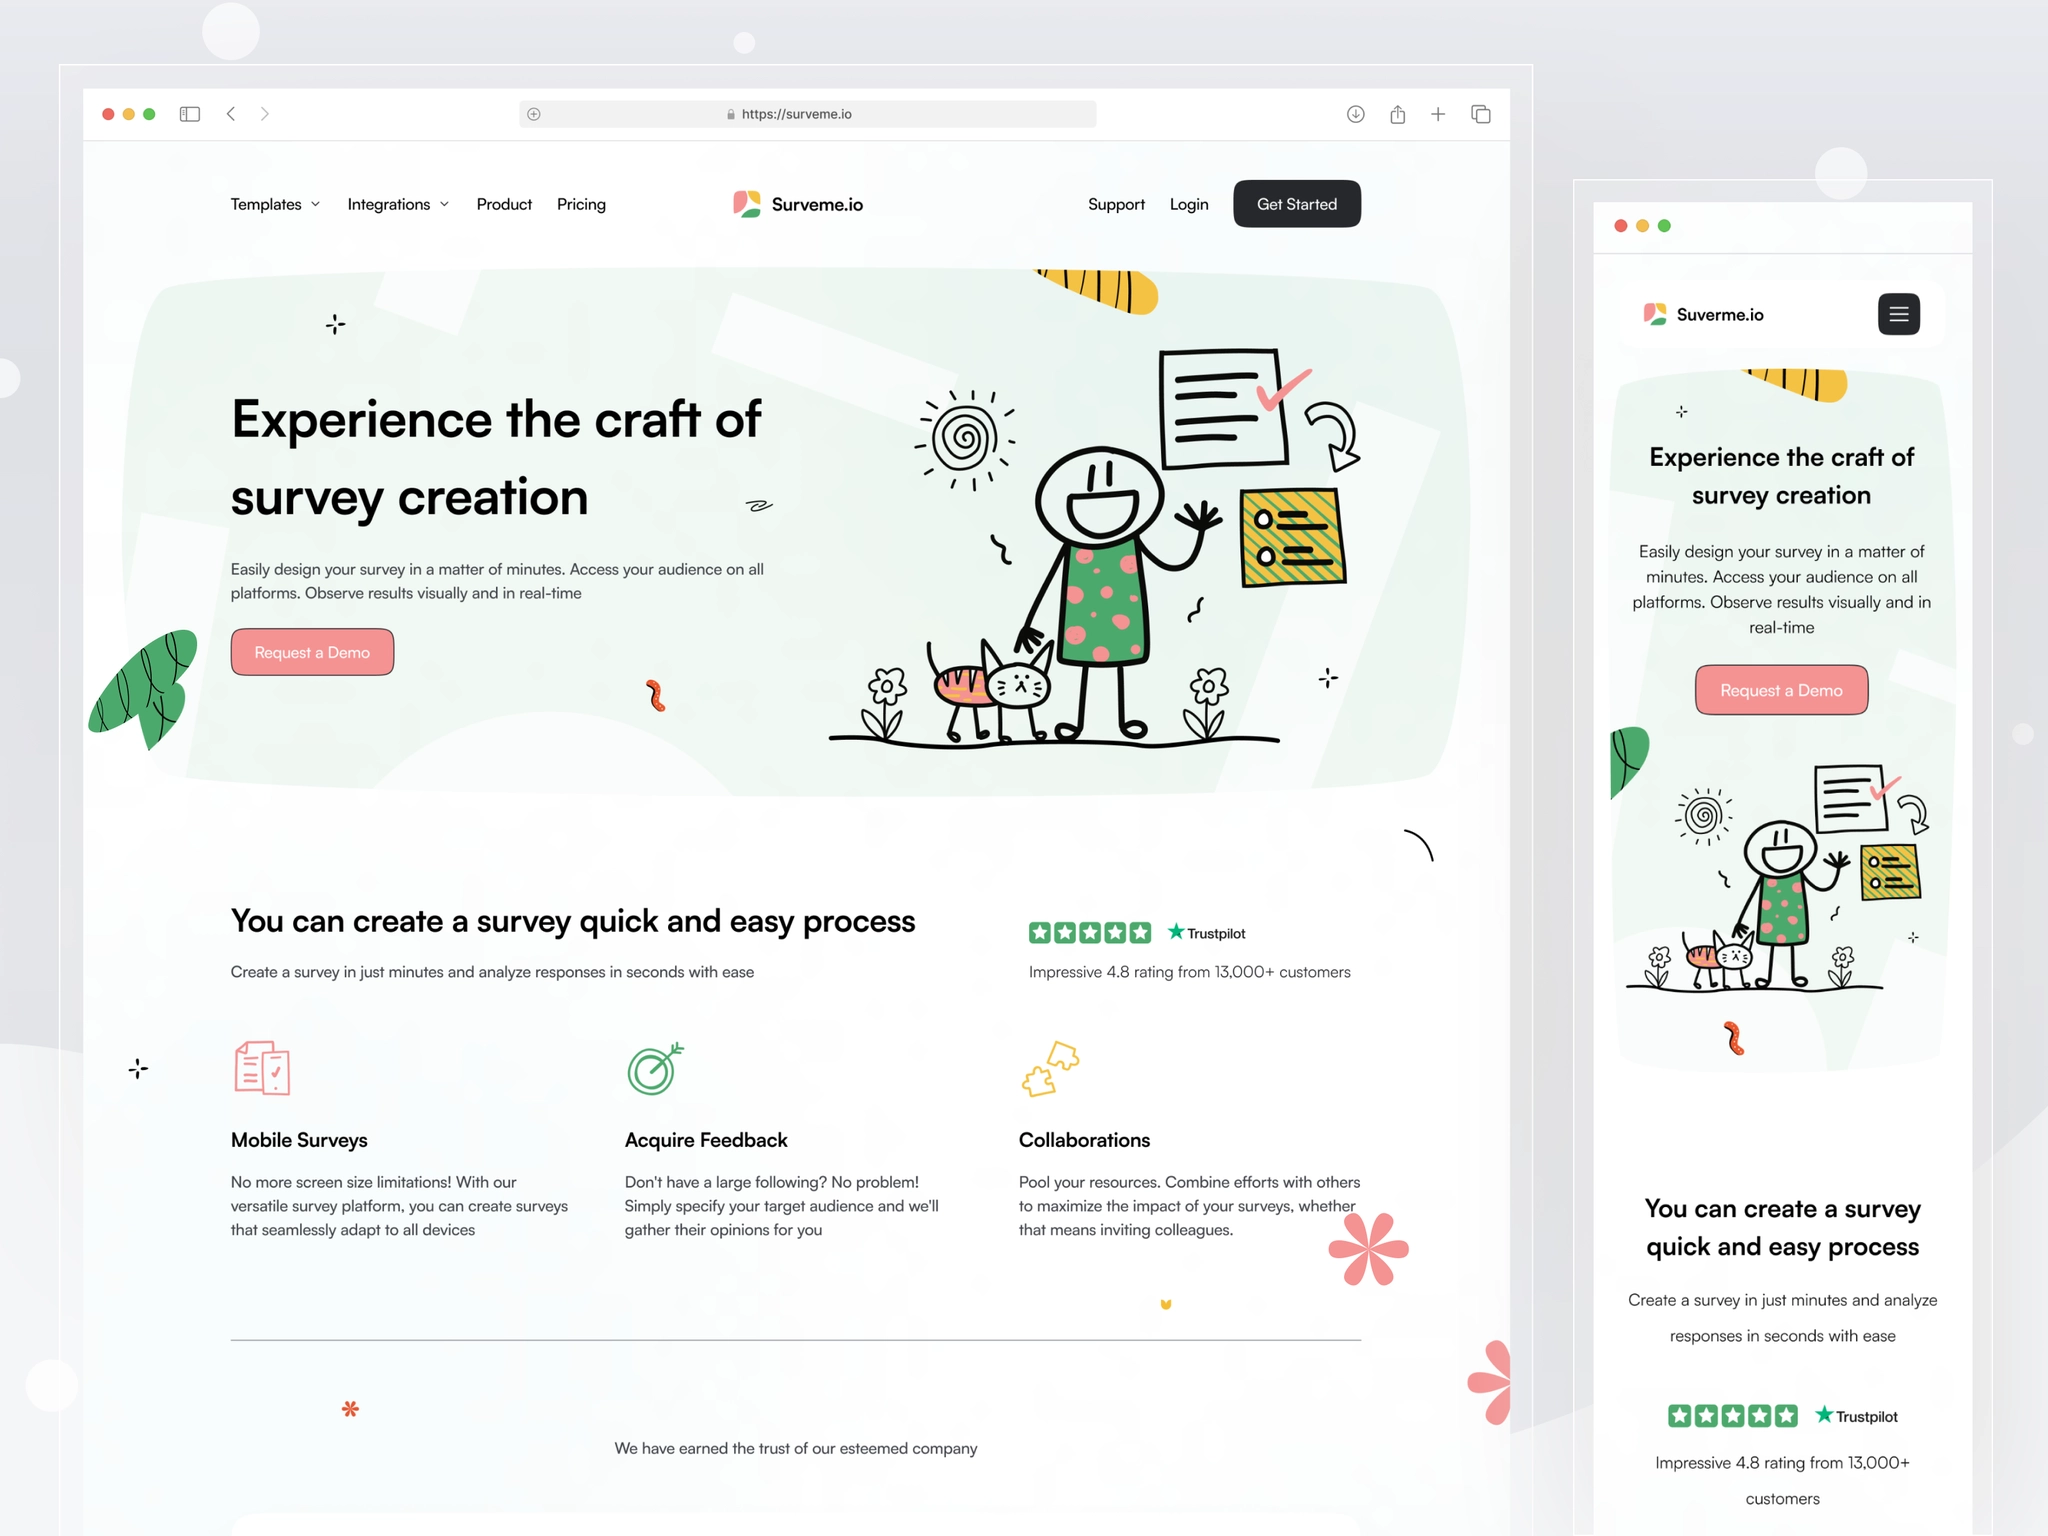 https://surveme.io
Templates
Integrations
Product
Pricing
Surveme.io
Support
Login
Get Started
Experience the craft of
survey creation
Easily design your survey in a matter of minutes. Access your audience on all
platforms. Observe results visually and in real-time
Request a Demo
You can create a survey quick and easy process
Create a survey in just minutes and analyze responses in seconds with ease
Trustpilot
Impressive 4.8 rating from 13,000+ customers
Mobile Surveys
No more screen size limitations! With our
versatile survey platform, you can create surveys
that seamlessly adapt to all devices
Acquire Feedback
Don't have a large following? No problem!
Simply specify your target audience and we'll
gather their opinions for you
Collaborations
Pool your resources. Combine efforts with others
to maximize the impact of your surveys, whether
that means inviting colleagues.
We have earned the trust of our esteemed company
Suverme.io
Experience the craft of
survey creation
Easily design your survey in a matter of
minutes. Access your audience on all
platforms. Observe results visually and in
real-time
Request a Demo
You can create a survey
quick and easy process
Create a survey in just minutes and analyze
responses in seconds with ease
Trustpilot
Impressive 4.8 rating from 13,000+
customers